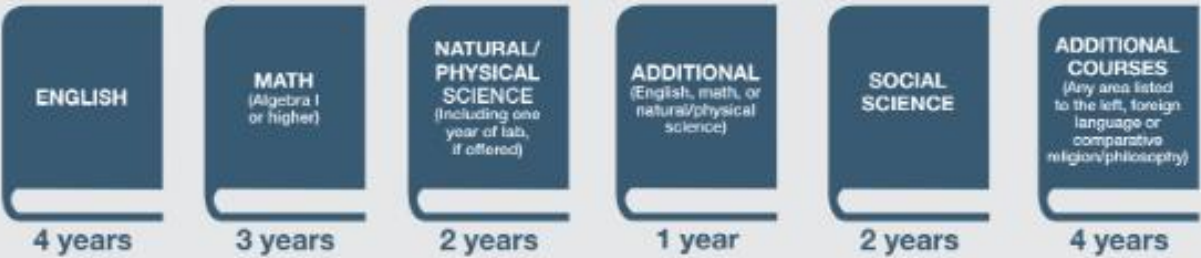 ENGLISH
4 years
MATH
(Algebra I
or higher)
3 years
NATURAL/
PHYSICAL
SCIENCE
(Including one
year of lab,
if offered)
2 years
ADDITIONAL
(English, math, or
natural/physical
science)
1 year
SOCIAL
SCIENCE
2 years
ADDITIONAL
COURSES
(Any area listed
to the left, foreign
language or
comparative
religion/philosophy)
4 years